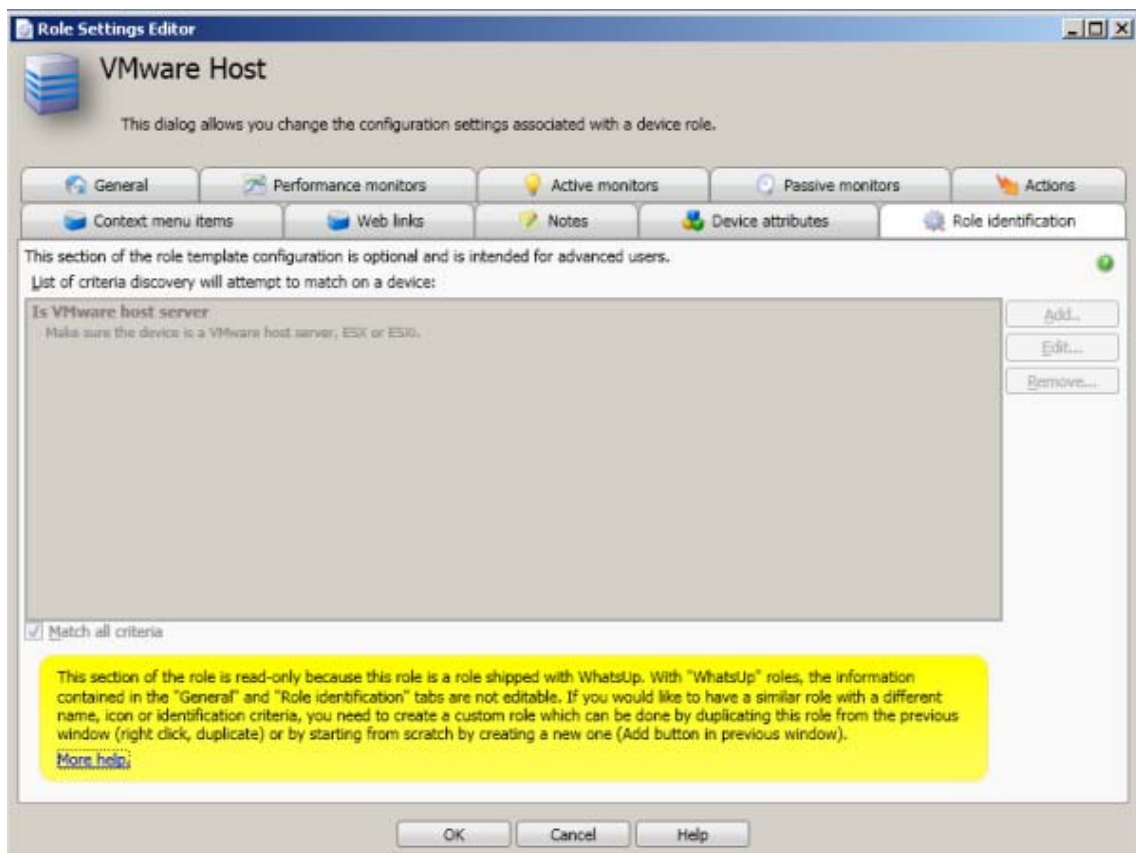 Role Settings Editor
VMware Host
This dialog allows you change the configuration settings associated with a device role.
General
Performance monitors
Active monitors
Passive monitors
Actions
Context menu items
Web links
Notes
Device attributes
Role identification
This section of the role template configuration is optional and is intended for advanced users.
List of criteria discovery will attempt to match on a device:
Is VMware host server
Make sure the device is a VMware host server, ESX or ESXi.
Add..
Edit...
Remove...
Match all criteria
This section of the role is read-only because this role is a role shipped with WhatsUp. With "WhatsUp" roles, the information
contained in the "General" and "Role identification" tabs are not editable. If you would like to have a similar role with a different
name, icon or identification criteria, you need to create a custom role which can be done by duplicating this role from the previous
window (right click, duplicate) or by starting from scratch by creating a new one (Add button in previous window).
More help.
OK
Cancel
Help